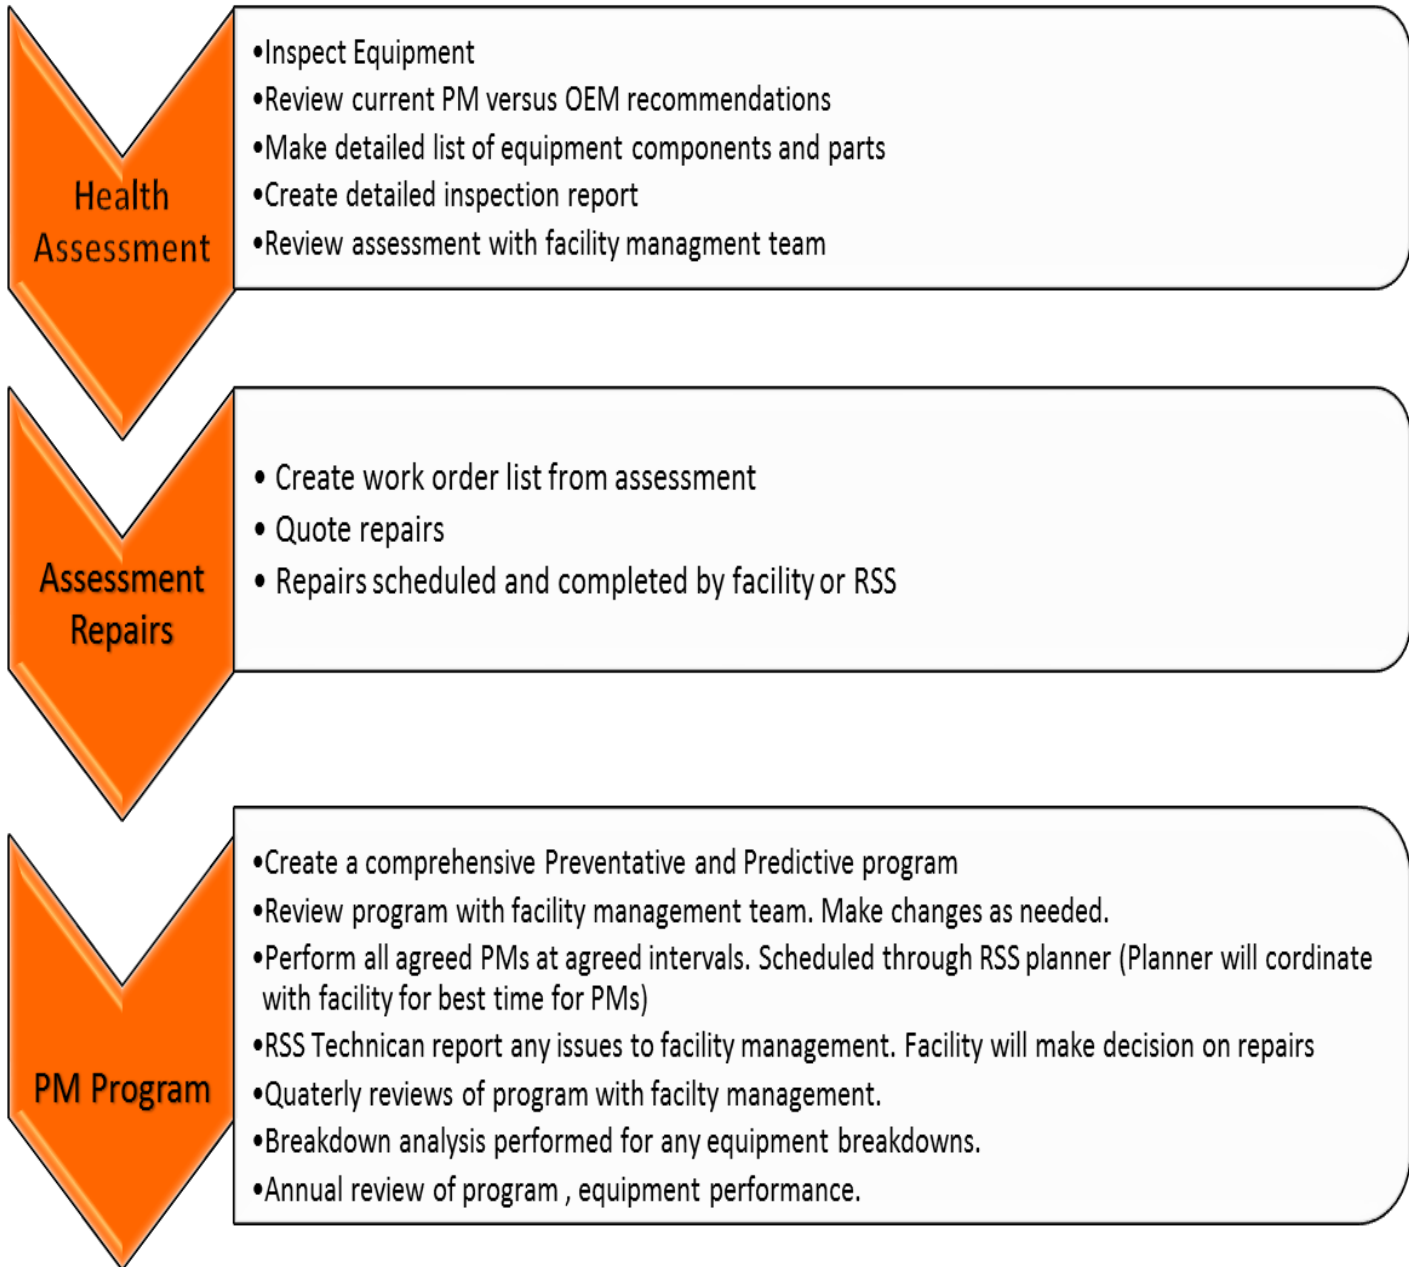 Health
Assessment
•Inspect Equipment
•Review current PM versus OEM recommendations
•Make detailed list of equipment components and parts
•Create detailed inspection report
•Review assessment with facility managment team
Assessment
Repairs
• Create work order list from assessment
• Quote repairs
• Repairs scheduled and completed by facility or RSS
PM Program
•Create a comprehensive Preventative and Predictive program
•Review program with facility management team. Make changes as needed.
•Perform all agreed PMs at agreed intervals. Scheduled through RSS planner (Planner will cordinate
with facility for best time for PMs)
•RSS Technican report any issues to facility management. Facility will make decision on repairs
•Quaterly reviews of program with facilty management.
•Breakdown analysis performed for any equipment breakdowns.
•Annual review of program , equipment performance.